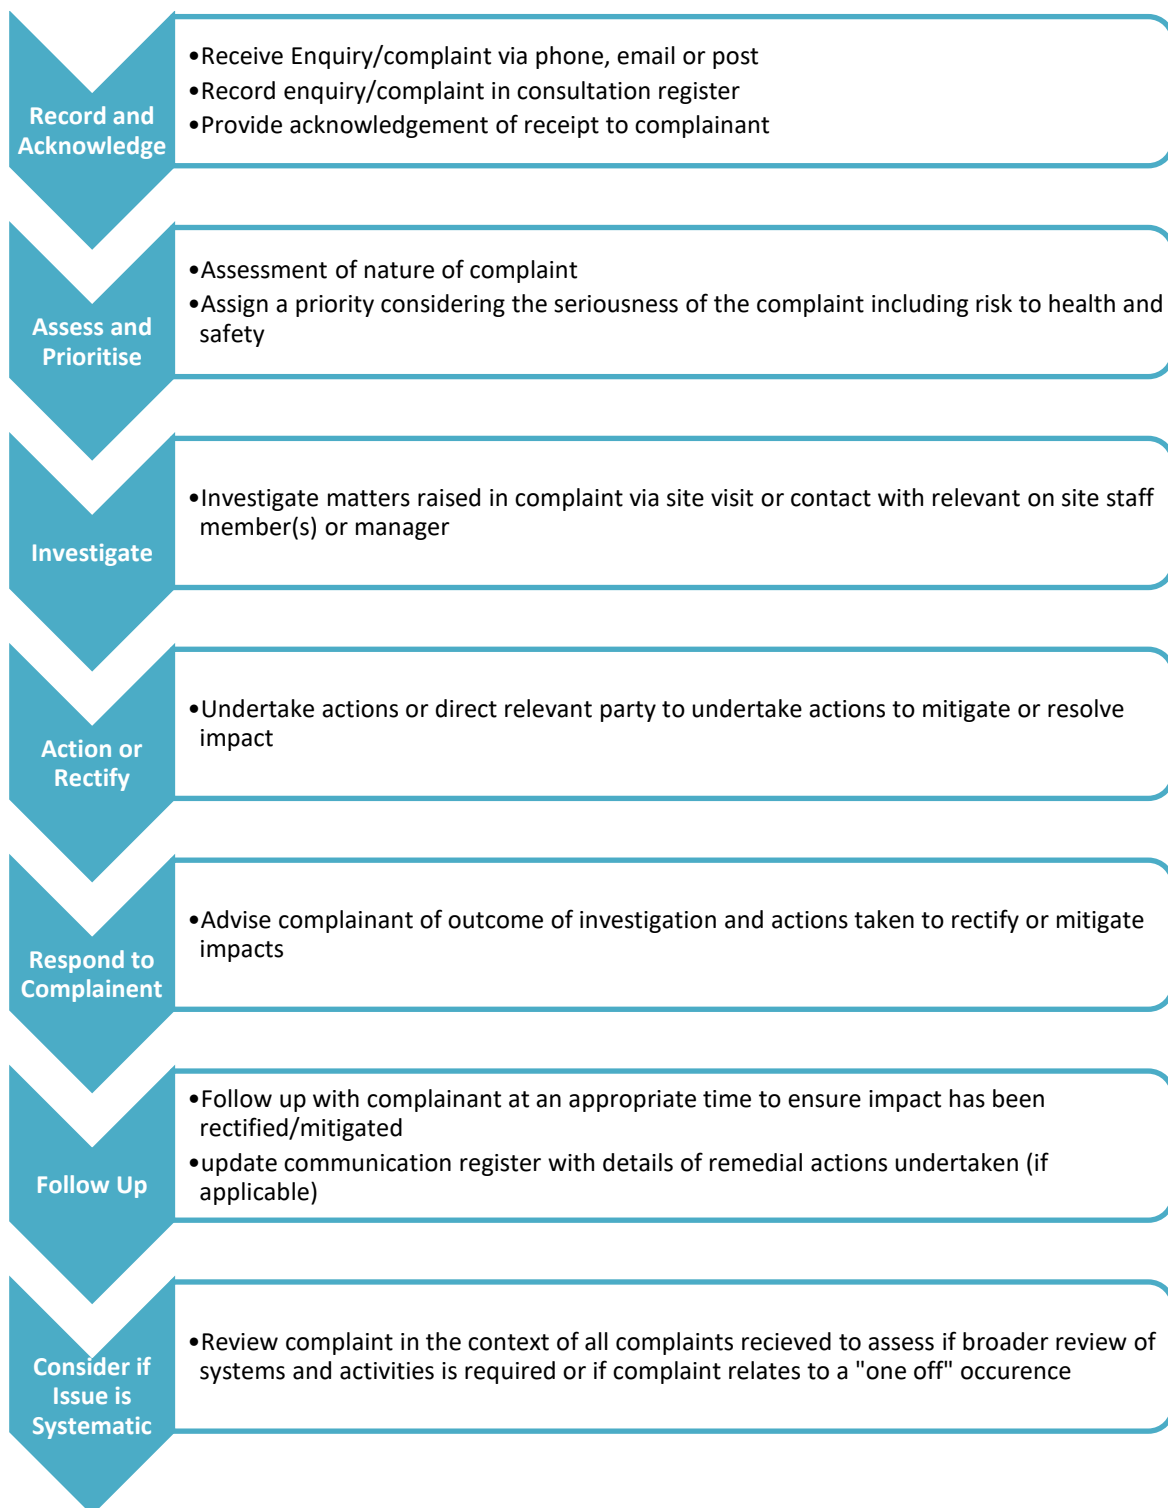 Record and
Acknowledge
•Receive Enquiry/complaint via phone, email or post
•Record enquiry/complaint in consultation register
•Provide acknowledgement of receipt to complainant
Assess and
Prioritise
•Assessment of nature of complaint
•Assign a priority considering the seriousness of the complaint including risk to health and
safety
Investigate
•Investigate matters raised in complaint via site visit or contact with relevant on site staff
member(s) or manager
Action or
Rectify
•Undertake actions or direct relevant party to undertake actions to mitigate or resolve
impact
Respond to
Complainent
•Advise complainant of outcome of investigation and actions taken to rectify or mitigate
impacts
Follow Up
•Follow up with complainant at an appropriate time to ensure impact has been
rectified/mitigated
•update communication register with details of remedial actions undertaken (if
applicable)
Consider if
Issue is
Systematic
•Review complaint in the context of all complaints recieved to assess if broader review of
systems and activities is required or if complaint relates to a "one off" occurence